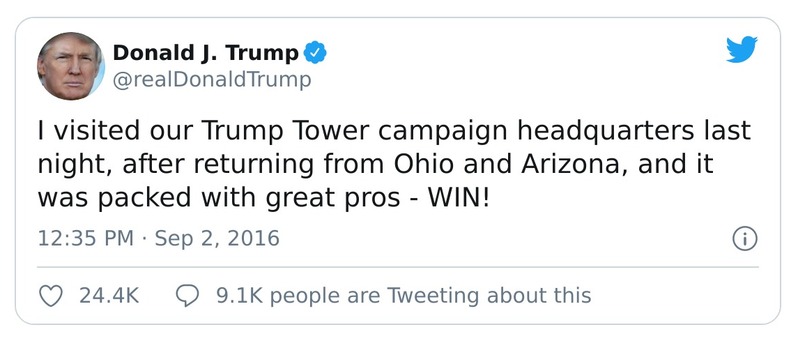 Donald J. Trump
@realDonaldTrump
I visited our Trump Tower campaign headquarters last
night, after returning from Ohio and Arizona, and it
was packed with great pros - WIN!
12:35 PM · Sep 2, 2016
24.4K 9.1K people are Tweeting about this